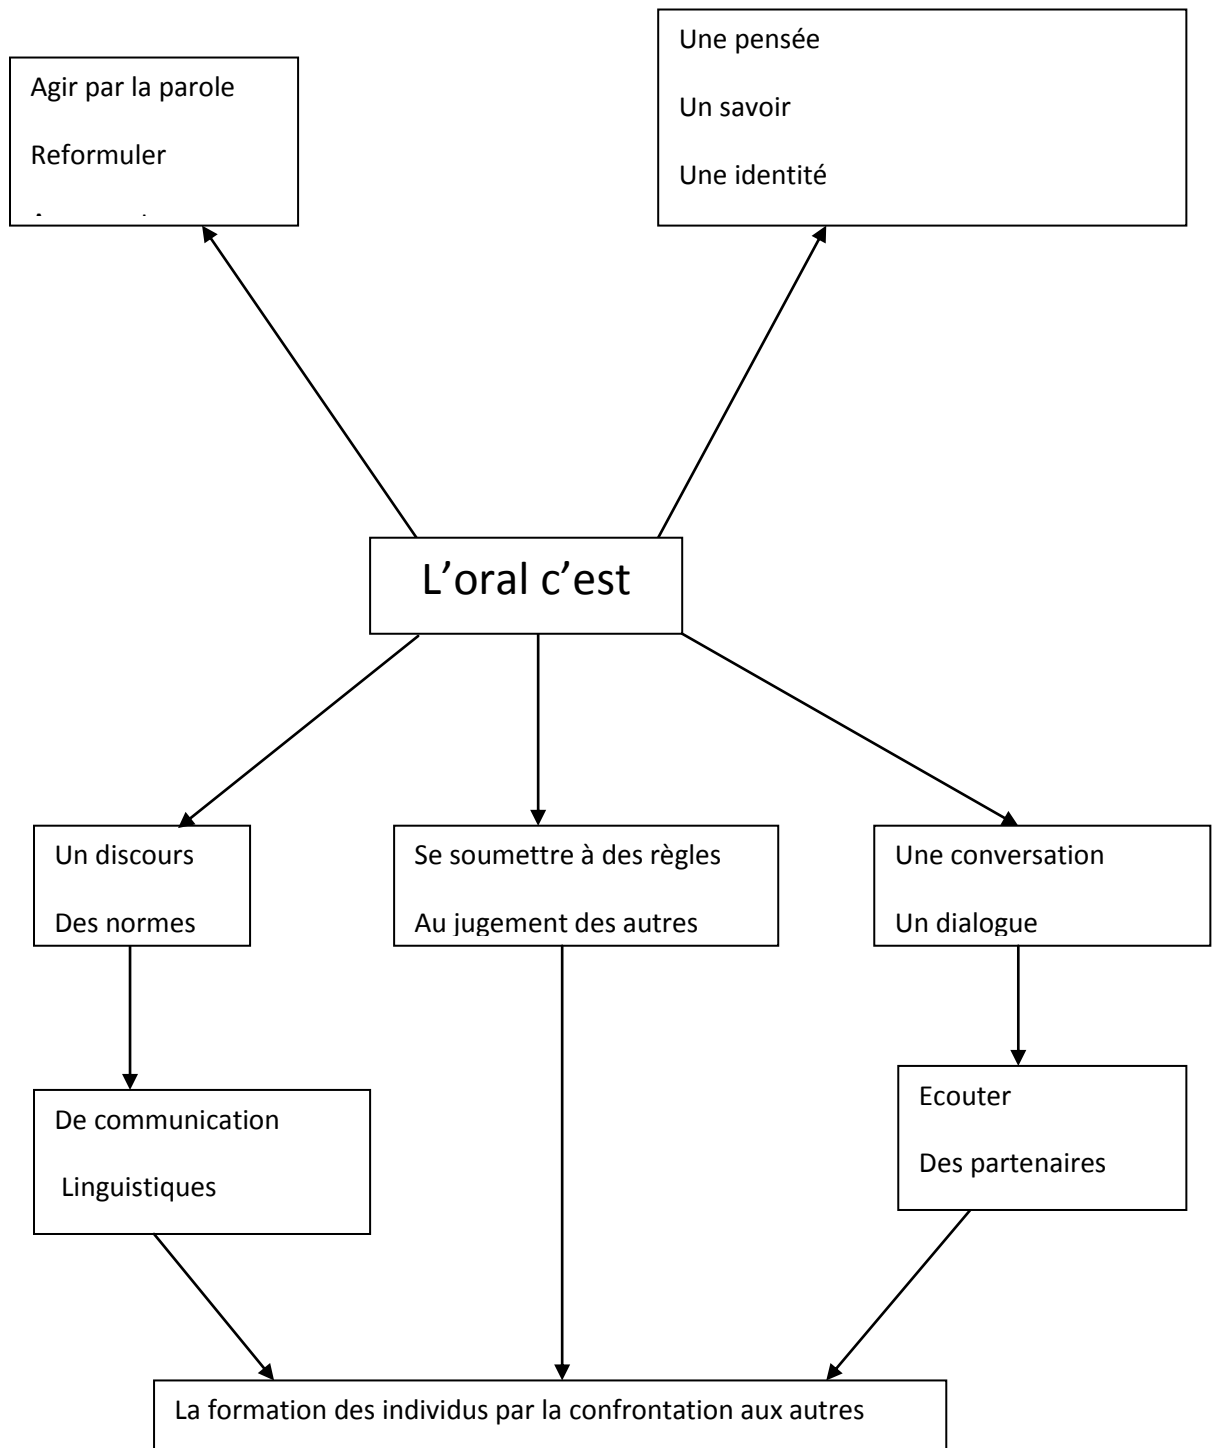 Une pensée
Un savoir
Une identité
Agir par la parole
Reformuler
L’oral c’est
Un discours
Des normes
Se soumettre à des règles
Au jugement des autres
Une conversation
Un dialogue
De communication
Linguistiques
Ecouter
Des partenaires
La formation des individus par la confrontation aux autres